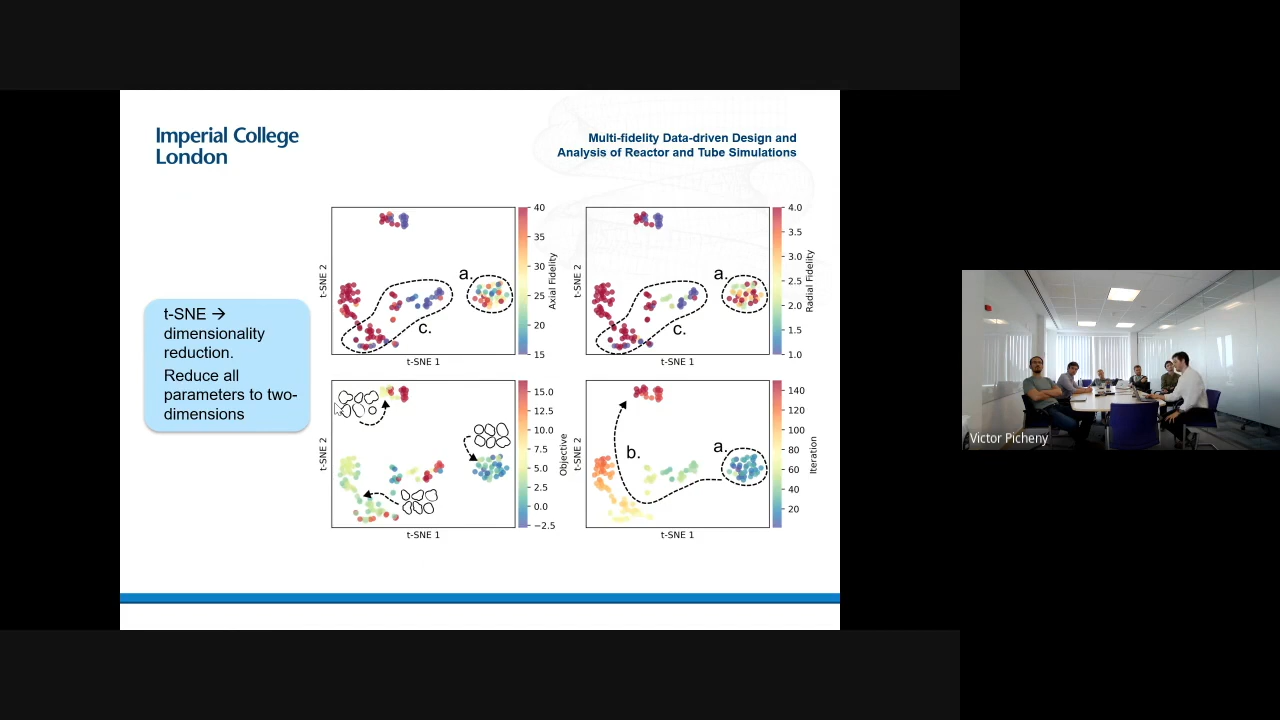 Imperial College
London
Multi-fidelity Data-driven Design and
Analysis of Reactor and Tube Simulations
t-SNE →
dimensionality
reduction.
Reduce all
parameters to two-
dimensions
t-SNE 2
a.
c.
t-SNE 1
40
35
30
25
20
15
Axial Fidelity
t-SNE 2
a.
c.
t-SNE 1
4.0
3.5
3.0
2.5
2.0
1.5
1.0
Radial Fidelity
t-SNE 2
t-SNE 1
15.0
12.5
10.0
7.5
5.0
2.5
0.0
−2.5
Objective
t-SNE 2
b.
a.
t-SNE 1
140
120
100
80
60
40
20
Iteration
Victor Picheny